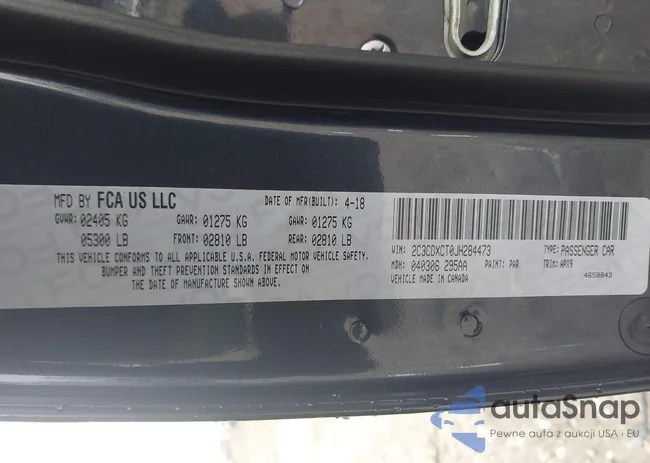 MFD BY FCA US LLC DATE OF MFR(BUILT): 4-18
GVWR: 02405 KG GAWR: 01275 KG GAWR: 01275 KG
05300 LB FRONT: 02810 LB REAR: 02810 LB
THIS VEHICLE CONFORMS TO ALL APPLICABLE U.S.A. FEDERAL MOTOR VEHICLE SAFETY,
BUMPER AND THEFT PREVENTION STANDARDS IN EFFECT ON
THE DATE OF MANUFACTURE SHOWN ABOVE.
VIN: 2C3CDXCT0JH284473 TYPE: PASSENGER CAR
MDH: 040306 295AA PAINT: PAR TRIM: APX9
VEHICLE MADE IN CANADA 4658843
autoSnap
Pewne auta z aukcji USA i EU